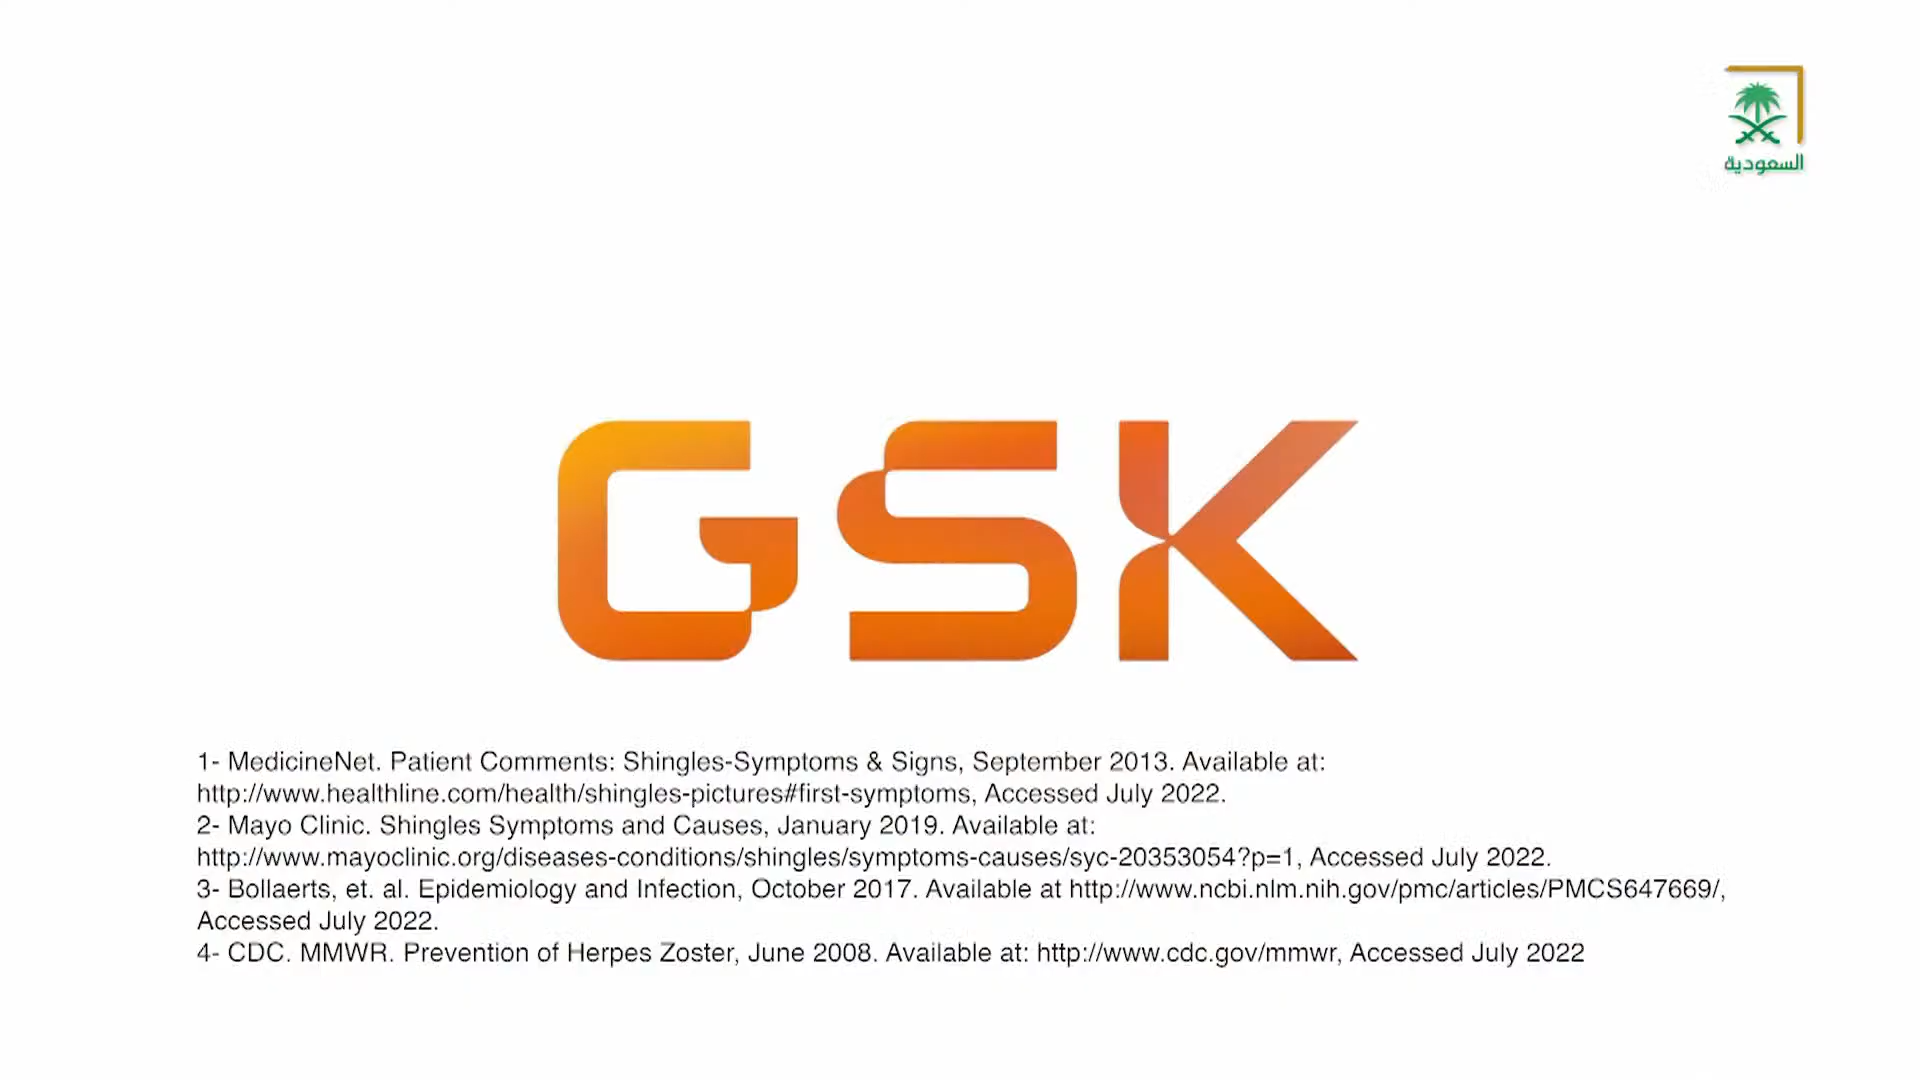 السعودية
GSK
1- MedicineNet. Patient Comments: Shingles-Symptoms & Signs, September 2013. Available at:
http://www.healthline.com/health/shingles-pictures#first-symptoms, Accessed July 2022.
2- Mayo Clinic. Shingles Symptoms and Causes, January 2019. Available at:
http://www.mayoclinic.org/diseases-conditions/shingles/symptoms-causes/syc-20353054?p=1, Accessed July 2022.
3- Bollaerts, et. al. Epidemiology and Infection, October 2017. Available at http://www.ncbi.nlm.nih.gov/pmc/articles/PMCS647669/,
Accessed July 2022.
4- CDC. MMWR. Prevention of Herpes Zoster, June 2008. Available at: http://www.cdc.gov/mmwr, Accessed July 2022